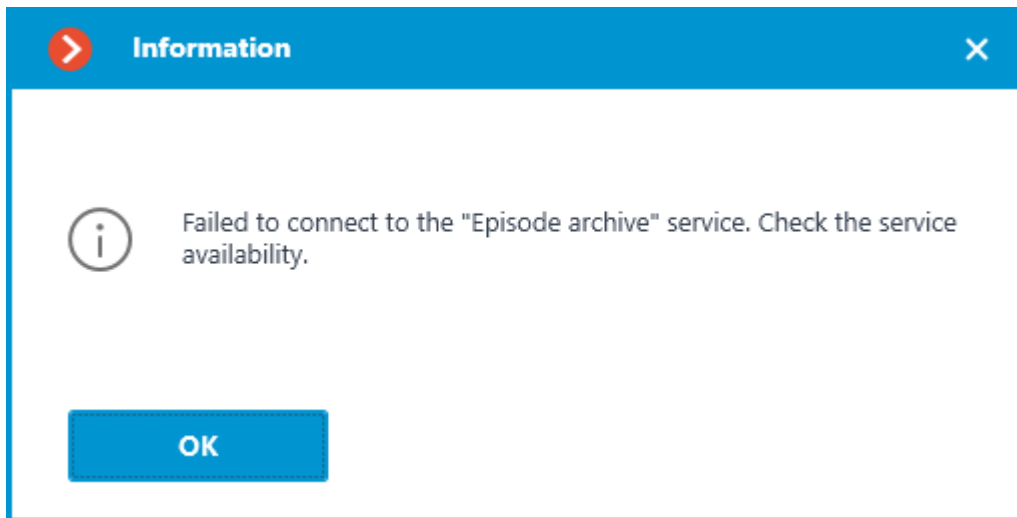 Information
Failed to connect to the "Episode archive" service. Check the service
availability.
OK